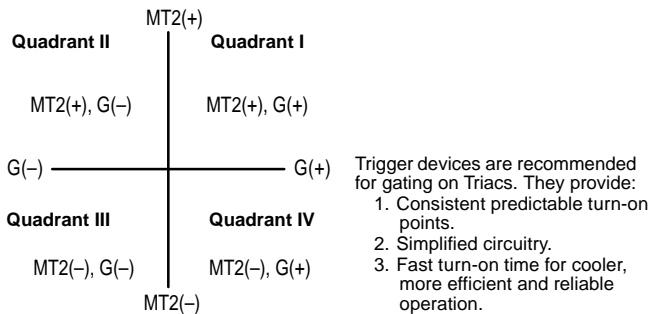 MT2(+)
Quadrant II
Quadrant I
MT2(+), G(–)
MT2(+), G(+)
G(–)
G(+)
Quadrant III
Quadrant IV
MT2(–), G(–)
MT2(–), G(+)
MT2(–)
Trigger devices are recommended
for gating on Triacs. They provide:
1. Consistent predictable turn-on
points.
2. Simplified circuitry.
3. Fast turn-on time for cooler,
more efficient and reliable
operation.